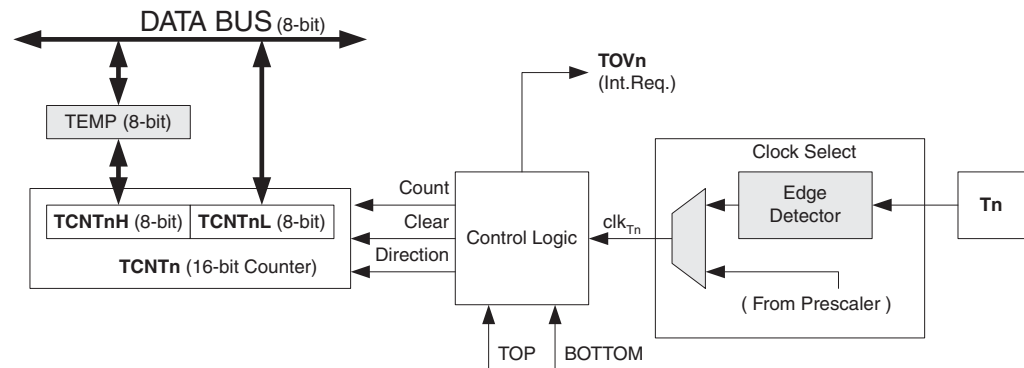 DATA BUS (8-bit)
TOVn
(Int.Req.)
TEMP (8-bit)
Clock Select
Count
Edge
Detector
Tn
TCNTnH (8-bit) TCNTnL (8-bit)
Clear
Control Logic
clkTn
TCNTn (16-bit Counter)
Direction
( From Prescaler )
TOP
BOTTOM